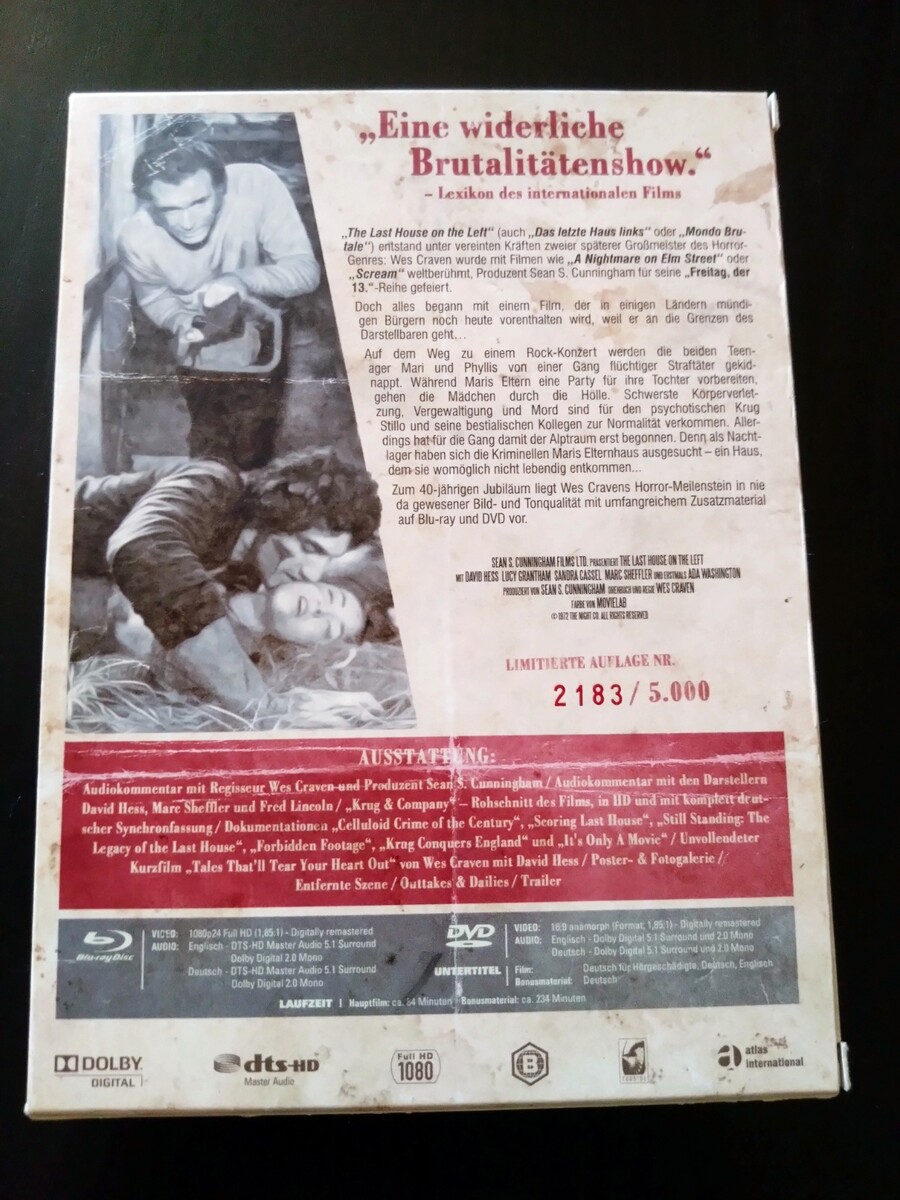 „Eine widerliche
Brutalitätenshow.“
– Lexikon des internationalen Films
„The Last House on the Left“ (auch „Das letzte Haus links“ oder „Mondo Bru-
tale“) entstand unter vereinten Kräften zweier späterer Großmeister des Horror-
Genres: Wes Craven wurde mit Filmen wie „A Nightmare on Elm Street“ oder
„Scream“ weltberühmt, Produzent Sean S. Cunningham für seine „Freitag, der
13.“-Reihe gefeiert.
Doch alles begann mit einem Film, der in einigen Ländern mündi-
gen Bürgern noch heute vorenthalten wird, weil er an die Grenzen des
Darstellbaren geht...
Auf dem Weg zu einem Rock-Konzert werden die beiden Teen-
ager Mari und Phyllis von einer Gang flüchtiger Straftäter gekid-
nappt. Während Maris Eltern eine Party für ihre Tochter vorbereiten,
gehen die Mädchen durch die Hölle. Schwerste Körperverlet-
zung, Vergewaltigung und Mord sind für den psychotischen Krug
Stillo und seine bestialischen Kollegen zur Normalität verkommen. Aller-
dings hat für die Gang damit der Alptraum erst begonnen. Denn als Nacht-
lager haben sich die Kriminellen Maris Elternhaus ausgesucht – ein Haus,
dem sie womöglich nicht lebendig entkommen...
Zum 40-jährigen Jubiläum liegt Wes Cravens Horror-Meilenstein in nie
da gewesener Bild- und Tonqualität mit umfangreichem Zusatzmaterial
auf Blu-ray und DVD vor.
SEAN S. CUNNINGHAM FILMS LTD. PRÄSENTIERT THE LAST HOUSE ON THE LEFT
MIT DAVID HESS LUCY GRANTHAM SANDRA CASSEL MARC SHEFFLER UND ERSTMALS ADA WASHINGTON
PRODUZIERT VON SEAN S. CUNNINGHAM DREHBUCH UND REGIE WES CRAVEN
FARBE VON MOVIELAB
© 1972 THE NIGHT CO. ALL RIGHTS RESERVED
LIMITIERTE AUFLAGE NR.
2183 / 5.000
AUSSTATTUNG:
Audiokommentar mit Regisseur Wes Craven und Produzent Sean S. Cunningham / Audiokommentar mit den Darstellern
David Hess, Marc Sheffler und Fred Lincoln / „Krug & Company“ – Rohschnitt des Films, in HD und mit komplett deut-
scher Synchronfassung / Dokumentationen „Celluloid Crime of the Century“, „Scoring Last House“, „Still Standing: The
Legacy of the Last House“, „Forbidden Footage“, „Krug Conquers England“ und „It's Only A Movie“ / Unvollendeter
Kurzfilm „Tales That'll Tear Your Heart Out“ von Wes Craven mit David Hess / Poster- & Fotogalerie /
Entfernte Szene / Outtakes & Dailies / Trailer
Blu-ray Disc
VIDEO: 1080p24 Full HD (1,85:1) - Digitally remastered
AUDIO: Englisch - DTS-HD Master Audio 5.1 Surround
Dolby Digital 2.0 Mono
Deutsch - DTS-HD Master Audio 5.1 Surround
Dolby Digital 2.0 Mono
DVD
VIDEO: 16:9 anamorph (Format, 1,85:1) - Digitally remastered
AUDIO: Englisch - Dolby Digital 5.1 Surround und 2.0 Mono
Deutsch - Dolby Digital 5.1 Surround und 2.0 Mono
UNTERTITEL
Film: Deutsch für Hörgeschädigte, Deutsch, Englisch
Bonusmaterial: Deutsch
LAUFZEIT | Hauptfilm: ca. 84 Minuten - Bonusmaterial: ca. 234 Minuten
DOLBY
DIGITAL
dts-HD
Master Audio
Full HD
1080
atlas
international